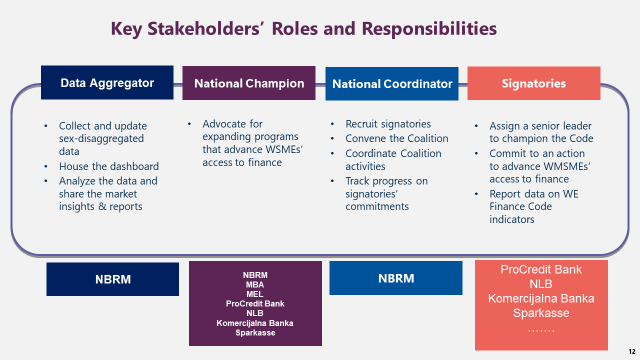 Key Stakeholders’ Roles and Responsibilities
Data Aggregator
• Collect and update
sex-disaggregated
data
• House the dashboard
• Analyze the data and
share the market
insights & reports
NBRM
National Champion
• Advocate for
expanding programs
that advance WSMEs’
access to finance
NBRM
MBA
MEL
ProCredit Bank
NLB
Komercijalna Banka
Sparkasse
National Coordinator
• Recruit signatories
• Convene the Coalition
• Coordinate Coalition
activities
• Track progress on
signatories’
commitments
NBRM
Signatories
• Assign a senior leader
to champion the Code
• Commit to an action
to advance WMSMEs’
access to finance
• Report data on WE
Finance Code
indicators
ProCredit Bank
NLB
Komercijalna Banka
Sparkasse
.......
12